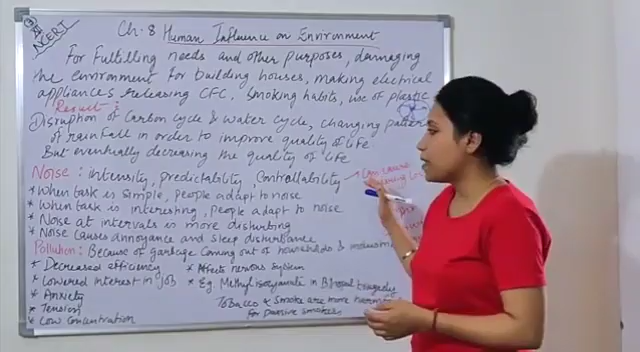 NCERT
Ch. 8 Human Influence on Environment
For Fulfilling needs and other purposes, damaging
the environment for building houses, making electrical
appliances releasing CFC, smoking habits, use of plastic
Result :
Disruption of Carbon Cycle & Water Cycle, changing pattern
of rainfall in order to improve quality of life
But eventually decreasing the quality of life
Noise : intensity, predictability, Controllability → Can cause
* When task is simple, people adapt to noise
* When task is interesting, people adapt to noise
* Noise at intervals is more disturbing
* Noise causes annoyance and sleep disturbance
Pollution : Because of garbage coming out of households &
* Decreased efficiency
* Lowered interest in job
* Anxiety
* Tension
* Low Concentration
* Affects nervous system
* Eg. in Bhopal
Tobacco & Smoke are more
for passive smokers